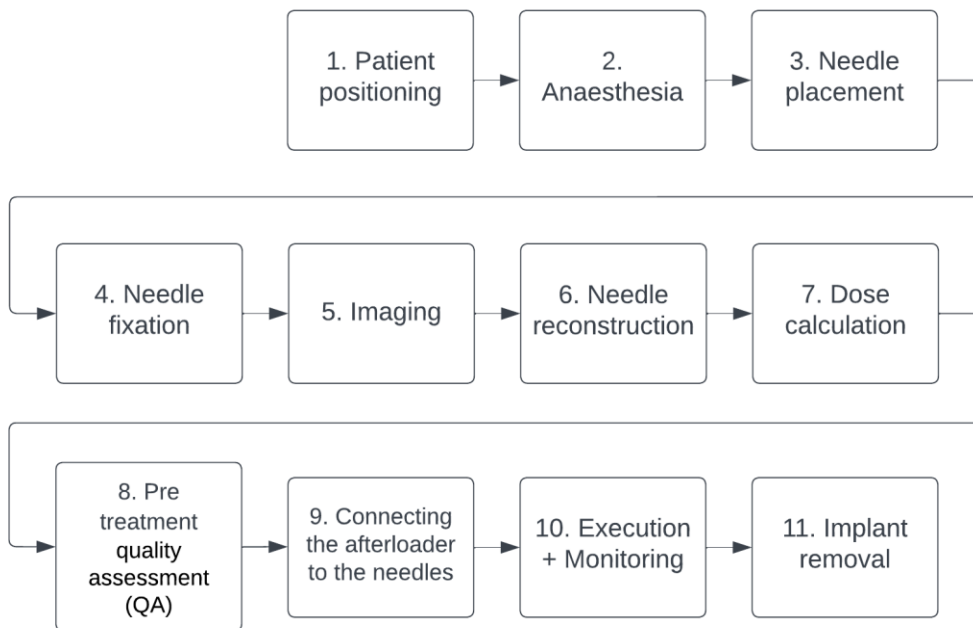 1. Patient
positioning
2.
Anaesthesia
3. Needle
placement
4. Needle
fixation
5. Imaging
6. Needle
reconstruction
7. Dose
calculation
8. Pre
treatment
quality
assessment
(QA)
9. Connecting
the afterloader
to the needles
10. Execution
+ Monitoring
11. Implant
removal